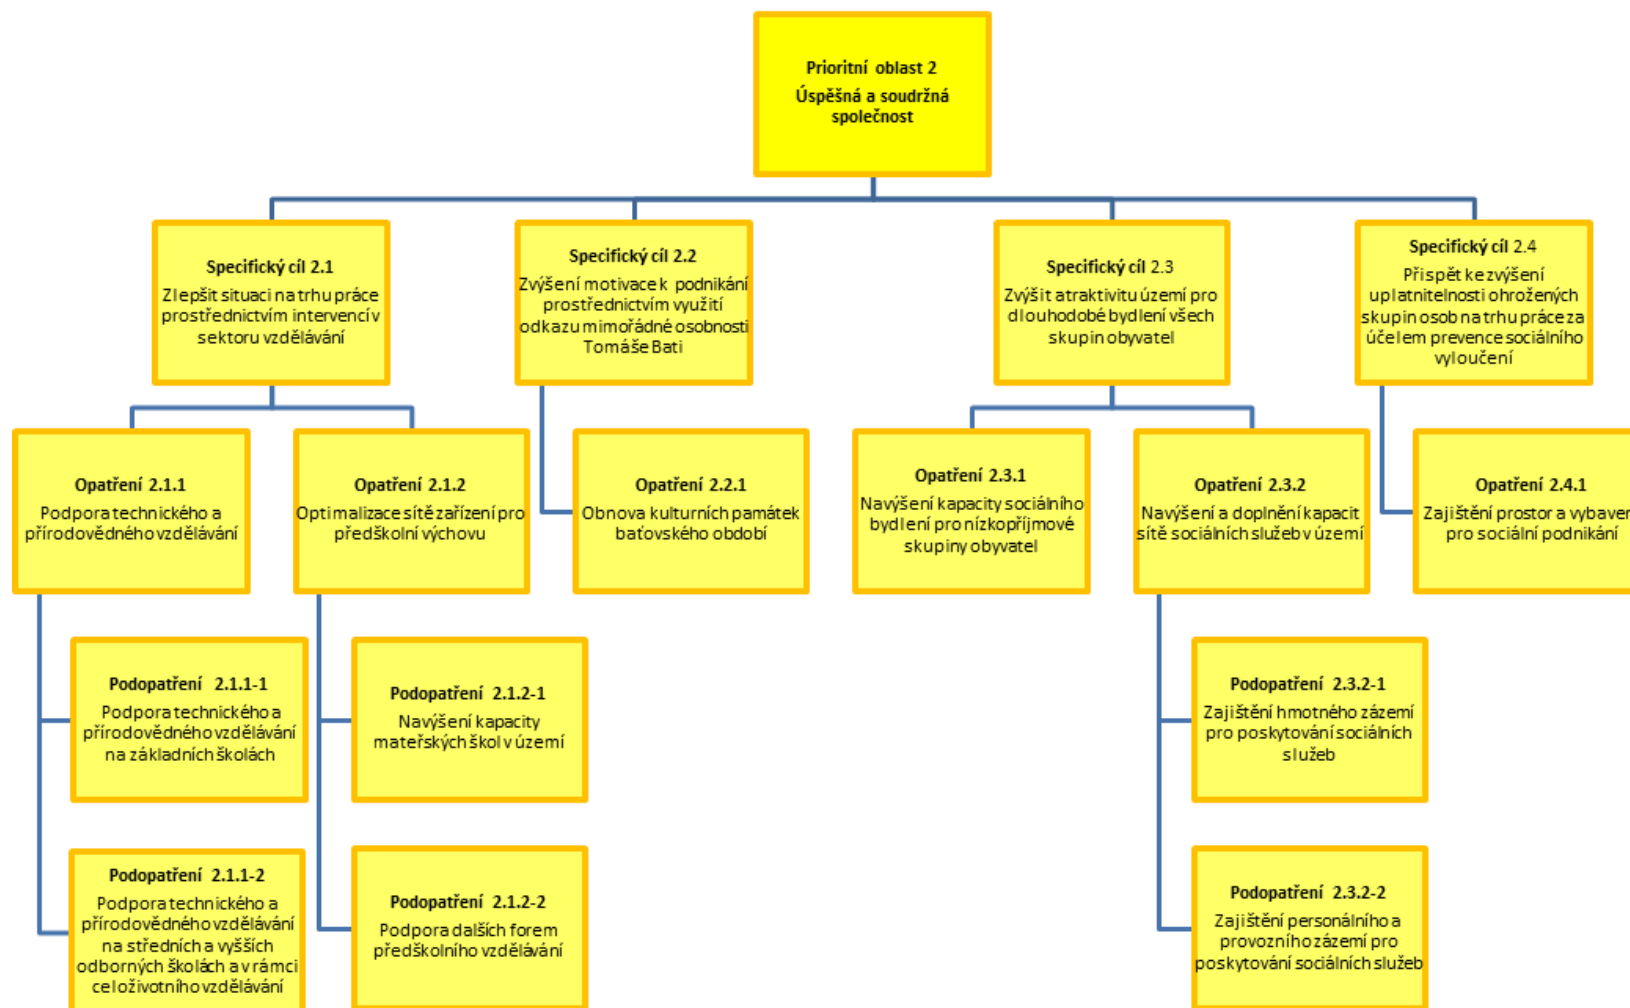 Prioritní oblast 2
Úspěšná a soudržná
společnost
Specifický cíl 2.1
Zlepšit situaci na trhu práce
prostřednictvím intervencí v
sektoru vzdělávání
Specifický cíl 2.2
Zvýšení motivace k podnikání
prostřednictvím využití
odkazu mimořádné osobnosti
Tomáše Bati
Specifický cíl 2.3
Zvýšit atraktivitu území pro
dlouhodobé bydlení všech
skupin obyvatel
Specifický cíl 2.4
Přispět ke zvýšení
uplatnitelnosti ohrožených
skupin osob na trhu práce za
účelem prevence sociálního
vyloučení
Opatření 2.1.1
Podpora technického a
přírodovědného vzdělávání
Opatření 2.1.2
Optimalizace sítě zařízení pro
předškolní výchovu
Opatření 2.2.1
Obnova kulturních památek
baťovského období
Opatření 2.3.1
Navýšení kapacity sociálního
bydlení pro nízkopříjmové
skupiny obyvatel
Opatření 2.3.2
Navýšení a doplnění kapacit
sítě sociálních služeb v území
Opatření 2.4.1
Zajištění prostor a vybaven
pro sociální podnikání
Podopatření 2.1.1-1
Podpora technického a
přírodovědného vzdělávání
na základních školách
Podopatření 2.1.2-1
Navýšení kapacity
mateřských škol v území
Podopatření 2.3.2-1
Zajištění hmotného zázemí
pro poskytování sociálních
služeb
Podopatření 2.1.1-2
Podpora technického a
přírodovědného vzdělávání
na středních a vyšších
odborných školách a v rámci
celoživotního vzdělávání
Podopatření 2.1.2-2
Podpora dalších forem
předškolního vzdělávání
Podopatření 2.3.2-2
Zajištění personálního a
provozního zázemí pro
poskytování sociálních služeb